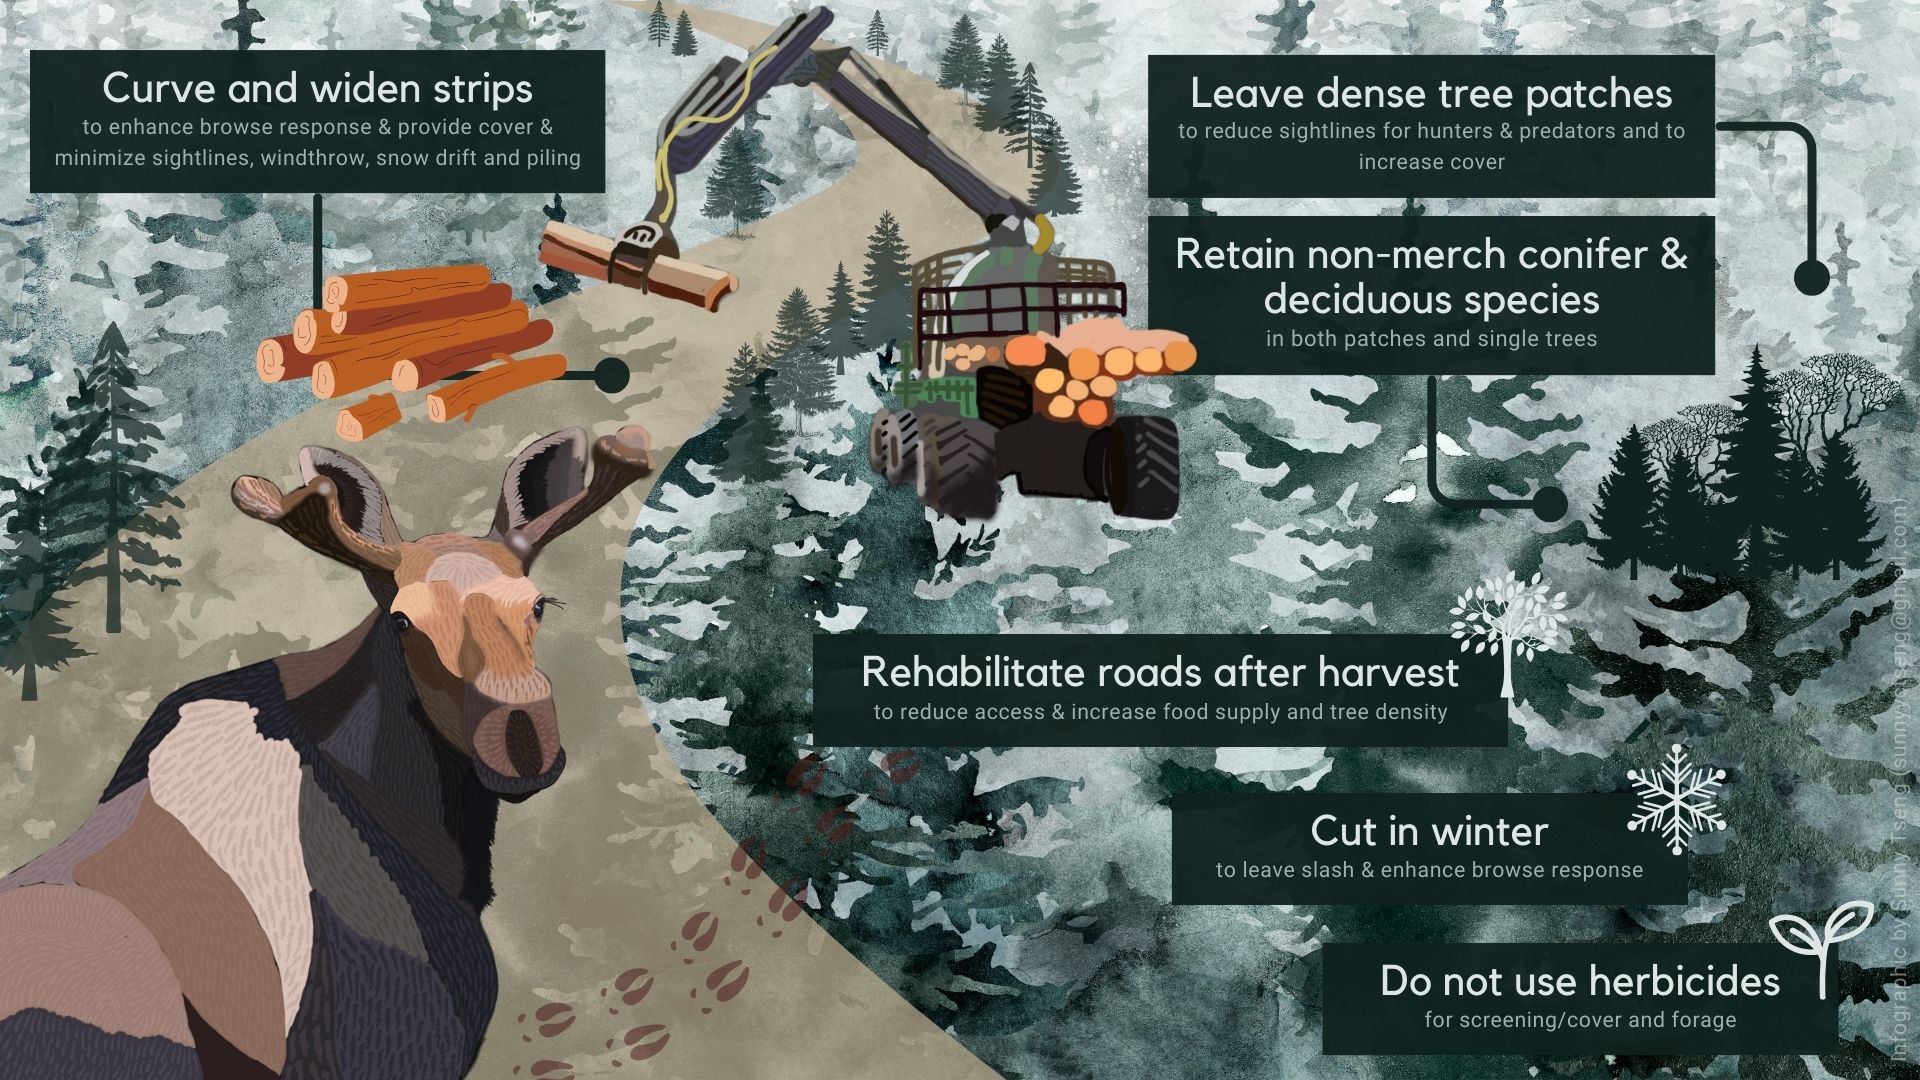 Curve and widen strips
to enhance browse response & provide cover &
minimize sightlines, windthrow, snow drift and piling
Leave dense tree patches
to reduce sightlines for hunters & predators and to
increase cover
Retain non-merch conifer &
deciduous species
in both patches and single trees
Rehabilitate roads after harvest
to reduce access & increase food supply and tree density
Cut in winter
to leave slash & enhance browse response
Do not use herbicides
for screening/cover and forage
Infographic by Sunny Tseng (sunnyyctseng@gmail.com)